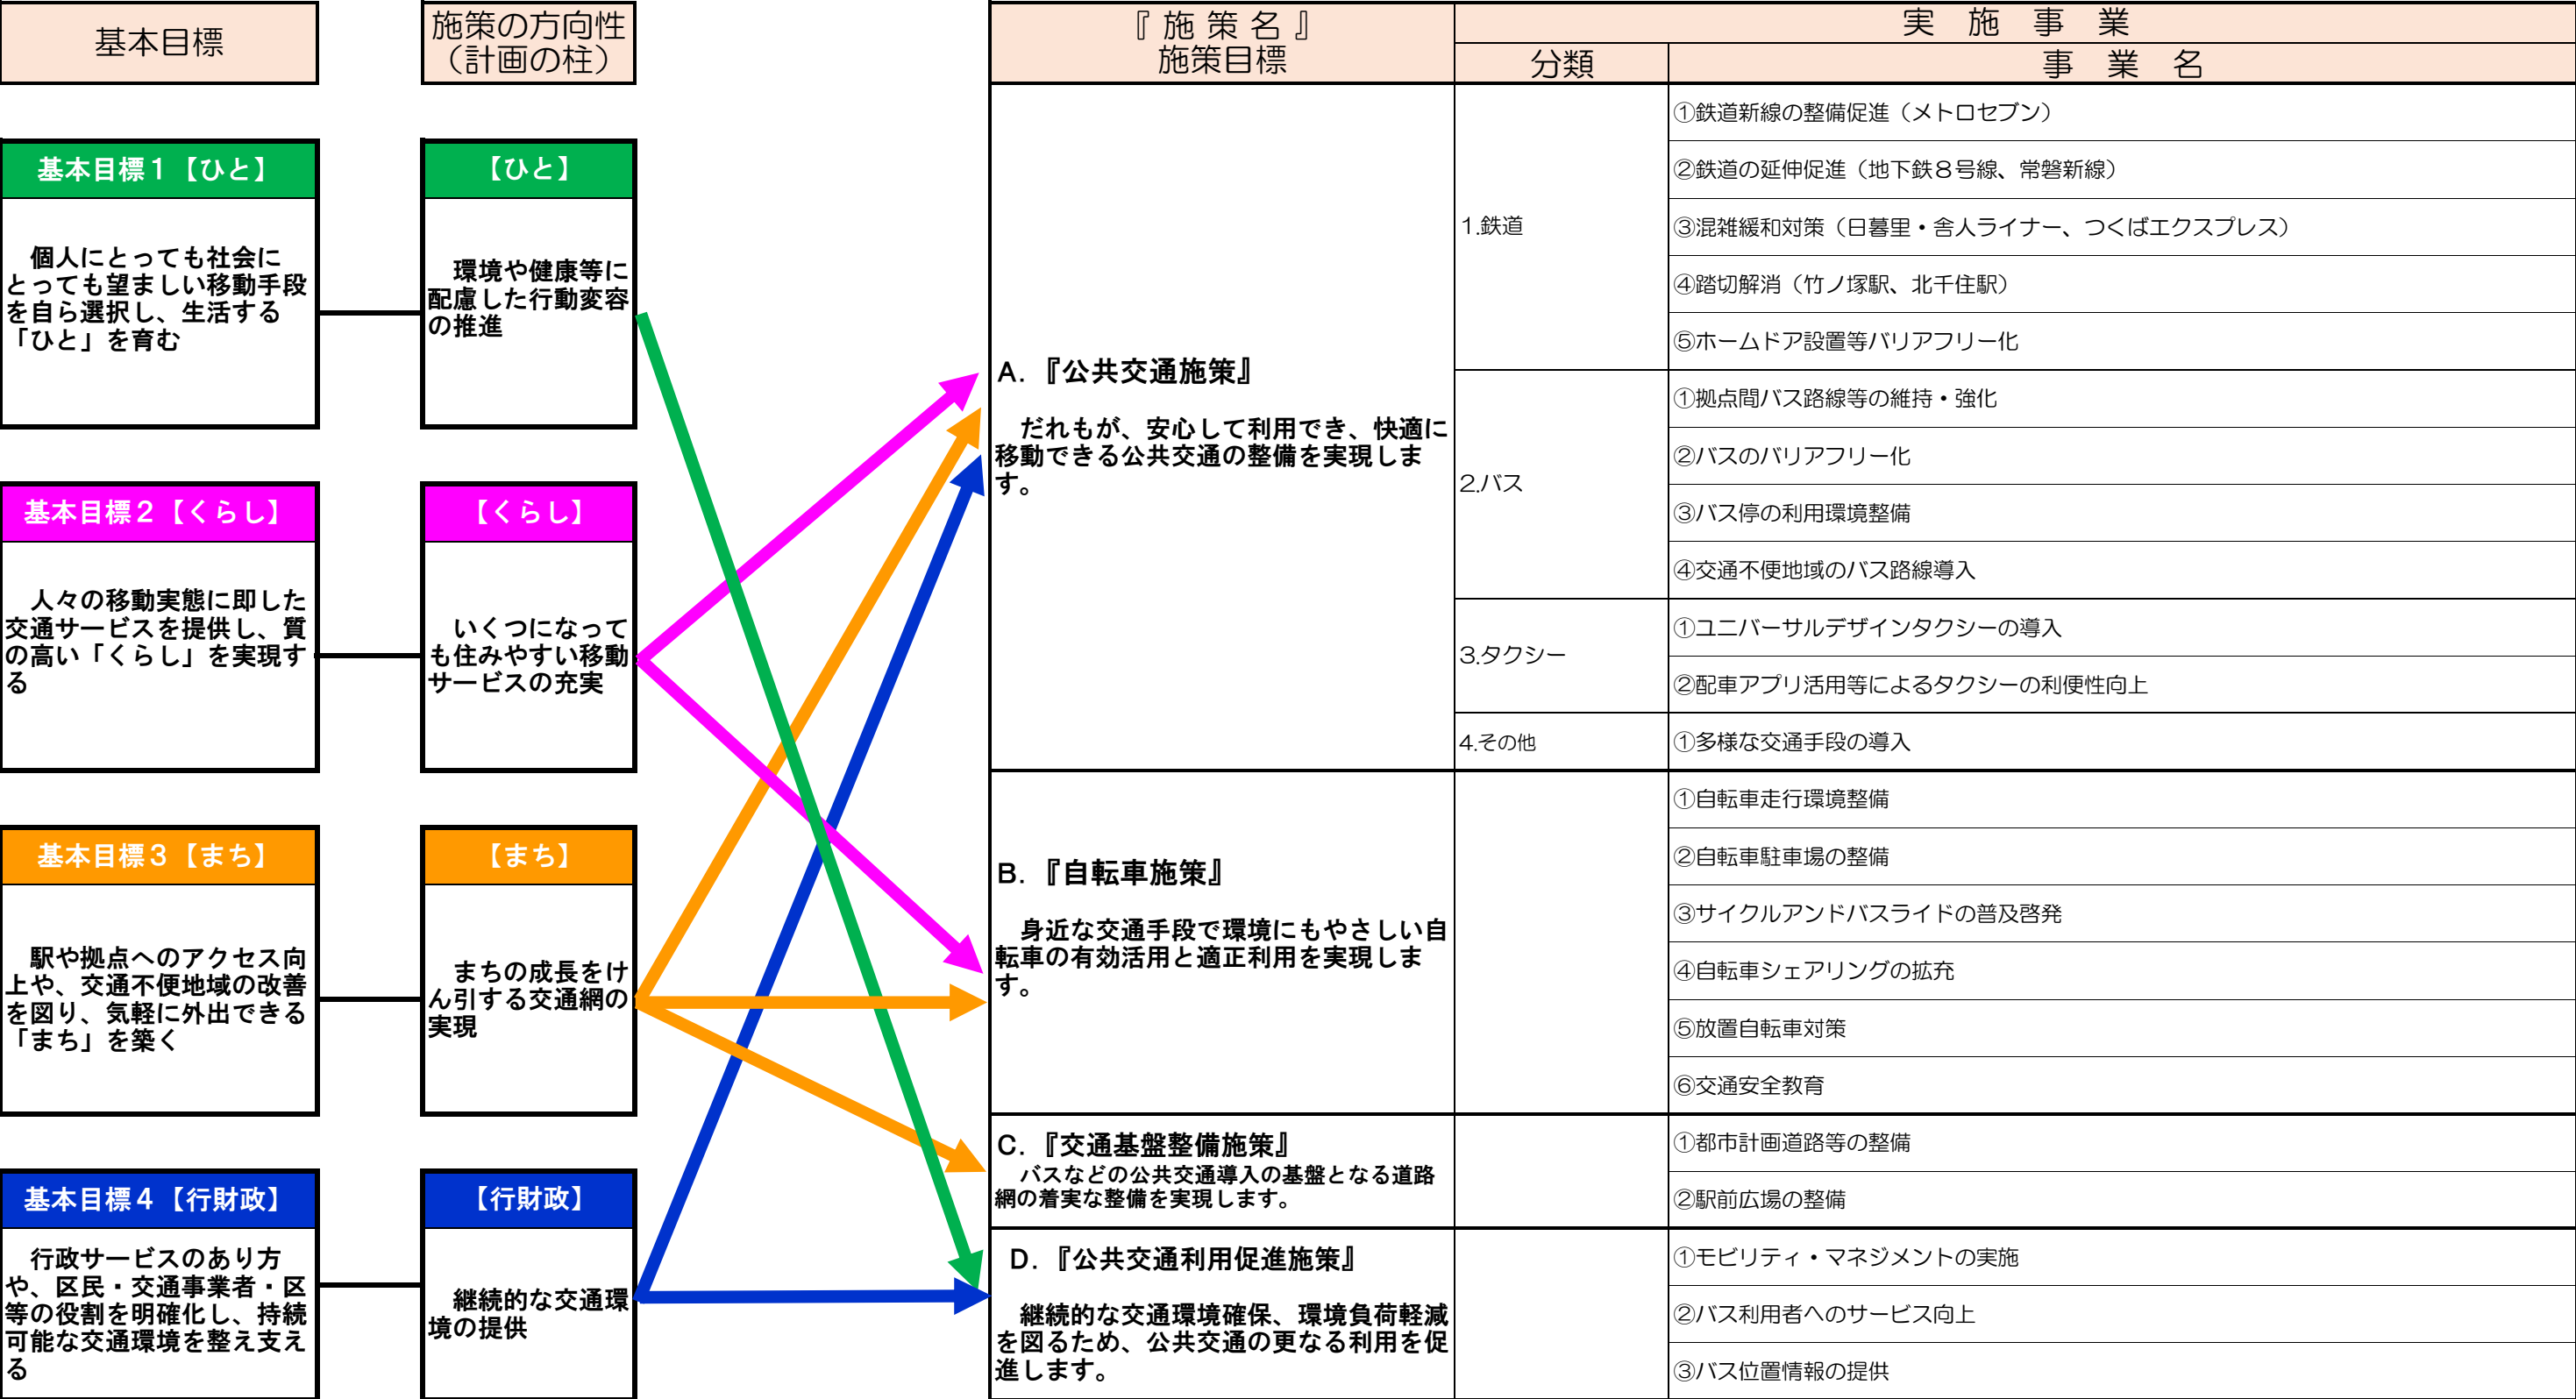 基本目標
施策の方向性
（計画の柱）
『 施 策 名 』
施策目標
実 施 事 業
分類
事 業 名
基本目標１【ひと】
個人にとっても社会に
とっても望ましい移動手段
を自ら選択し、生活する
「ひと」を育む
【ひと】
環境や健康等に
配慮した行動変容
の推進
基本目標２【くらし】
人々の移動実態に即した
交通サービスを提供し、質
の高い「くらし」を実現す
る
【くらし】
いくつになって
も住みやすい移動
サービスの充実
基本目標３【まち】
駅や拠点へのアクセス向
上や、交通不便地域の改善
を図り、気軽に外出できる
「まち」を築く
【まち】
まちの成長をけ
ん引する交通網の
実現
基本目標４【行財政】
行政サービスのあり方
や、区民・交通事業者・区
等の役割を明確化し、持続
可能な交通環境を整え支え
る
【行財政】
継続的な交通環
境の提供
A.『公共交通施策』
だれもが、安心して利用でき、快適に
移動できる公共交通の整備を実現しま
す。
1.鉄道
①鉄道新線の整備促進（メトロセブン）
②鉄道の延伸促進（地下鉄８号線、常磐新線）
③混雑緩和対策（日暮里・舎人ライナー、つくばエクスプレス）
④踏切解消（竹ノ塚駅、北千住駅）
⑤ホームドア設置等バリアフリー化
2.バス
①拠点間バス路線等の維持・強化
②バスのバリアフリー化
③バス停の利用環境整備
④交通不便地域のバス路線導入
3.タクシー
①ユニバーサルデザインタクシーの導入
②配車アプリ活用等によるタクシーの利便性向上
4.その他
①多様な交通手段の導入
B.『自転車施策』
身近な交通手段で環境にもやさしい自
転車の有効活用と適正利用を実現しま
す。
①自転車走行環境整備
②自転車駐車場の整備
③サイクルアンドバスライドの普及啓発
④自転車シェアリングの拡充
⑤放置自転車対策
⑥交通安全教育
C.『交通基盤整備施策』
バスなどの公共交通導入の基盤となる道路
網の着実な整備を実現します。
①都市計画道路等の整備
②駅前広場の整備
D.『公共交通利用促進施策』
継続的な交通環境確保、環境負荷軽減
を図るため、公共交通の更なる利用を促
進します。
①モビリティ・マネジメントの実施
②バス利用者へのサービス向上
③バス位置情報の提供